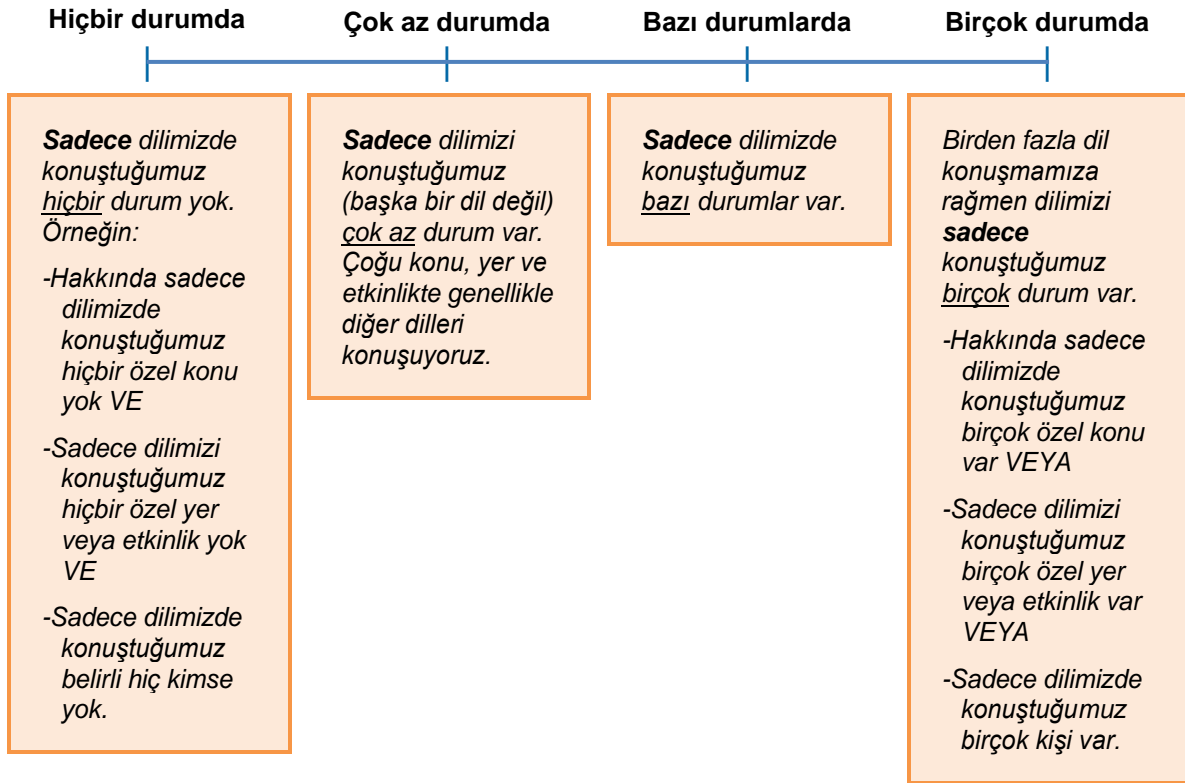 Hiçbir durumda
Çok az durumda
Bazı durumlarda
Birçok durumda
Sadece dilimizde
konuştuğumuz
hiçbir durum yok.
Örneğin:
-Hakkında sadece
dilimizde
konuştuğumuz
hiçbir özel konu
yok VE
-Sadece dilimizi
konuştuğumuz
hiçbir özel yer
veya etkinlik yok
VE
-Sadece dilimizde
konuştuğumuz
belirli hiç kimse
yok.
Sadece dilimizi
konuştuğumuz
(başka bir dil değil)
çok az durum var.
Çoğu konu, yer ve
etkinlikte genellikle
diğer dilleri
konuşuyoruz.
Sadece dilimizde
konuştuğumuz
bazı durumlar var.
Birden fazla dil
konuşmamıza
rağmen dilimizi
sadece
konuştuğumuz
birçok durum var.
-Hakkında sadece
dilimizde
konuştuğumuz
birçok özel konu
var VEYA
-Sadece dilimizi
konuştuğumuz
birçok özel yer
veya etkinlik var
VEYA
-Sadece dilimizde
konuştuğumuz
birçok kişi var.